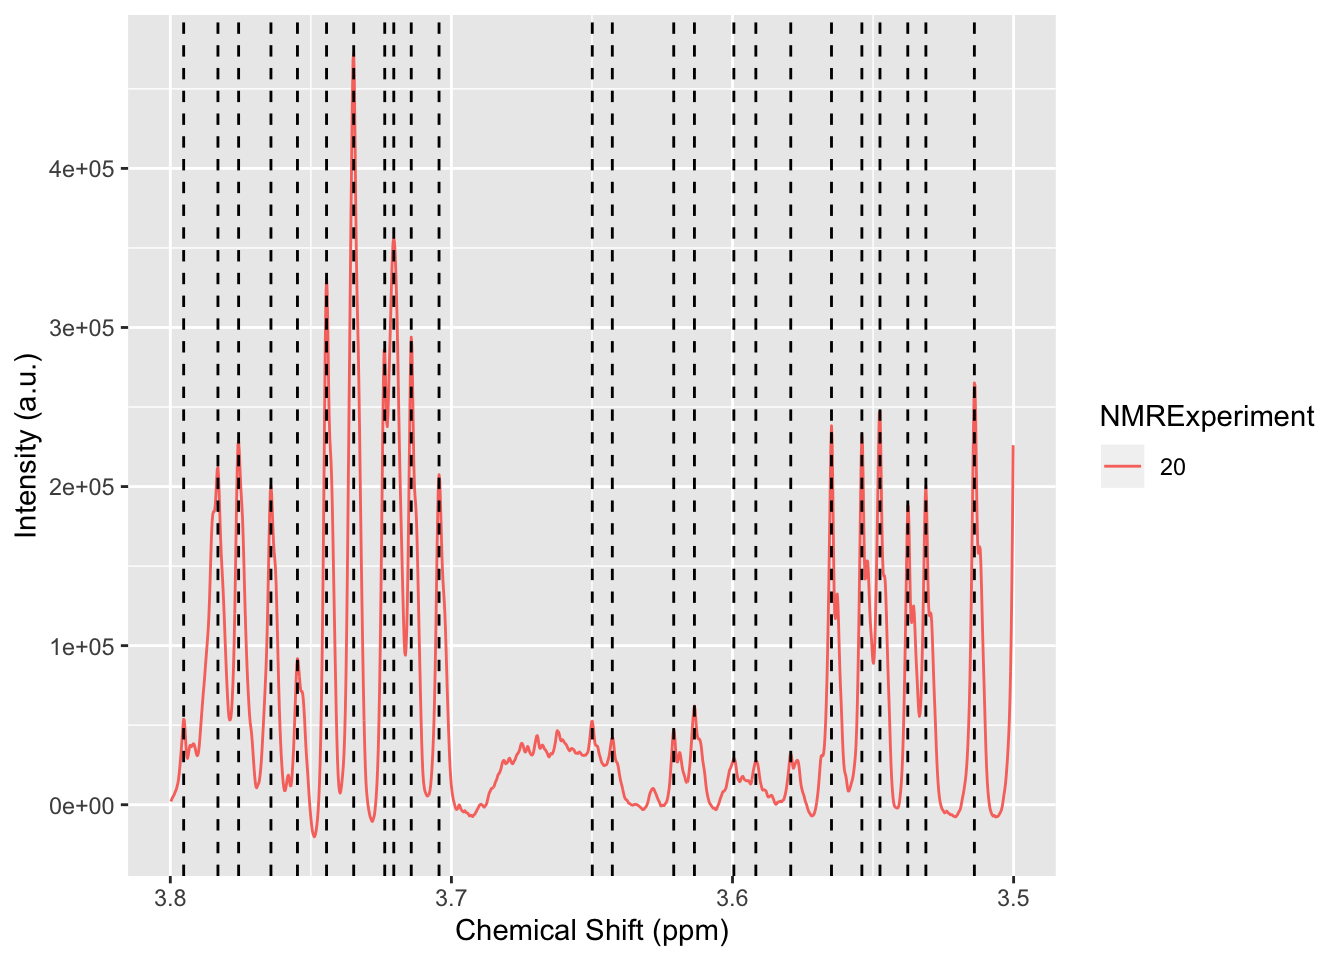 4e+05
3e+05
2e+05
1e+05
0e+00
Intensity (a.u.)
3.8 3.7 3.6 3.5
Chemical Shift (ppm)
NMRExperiment
20